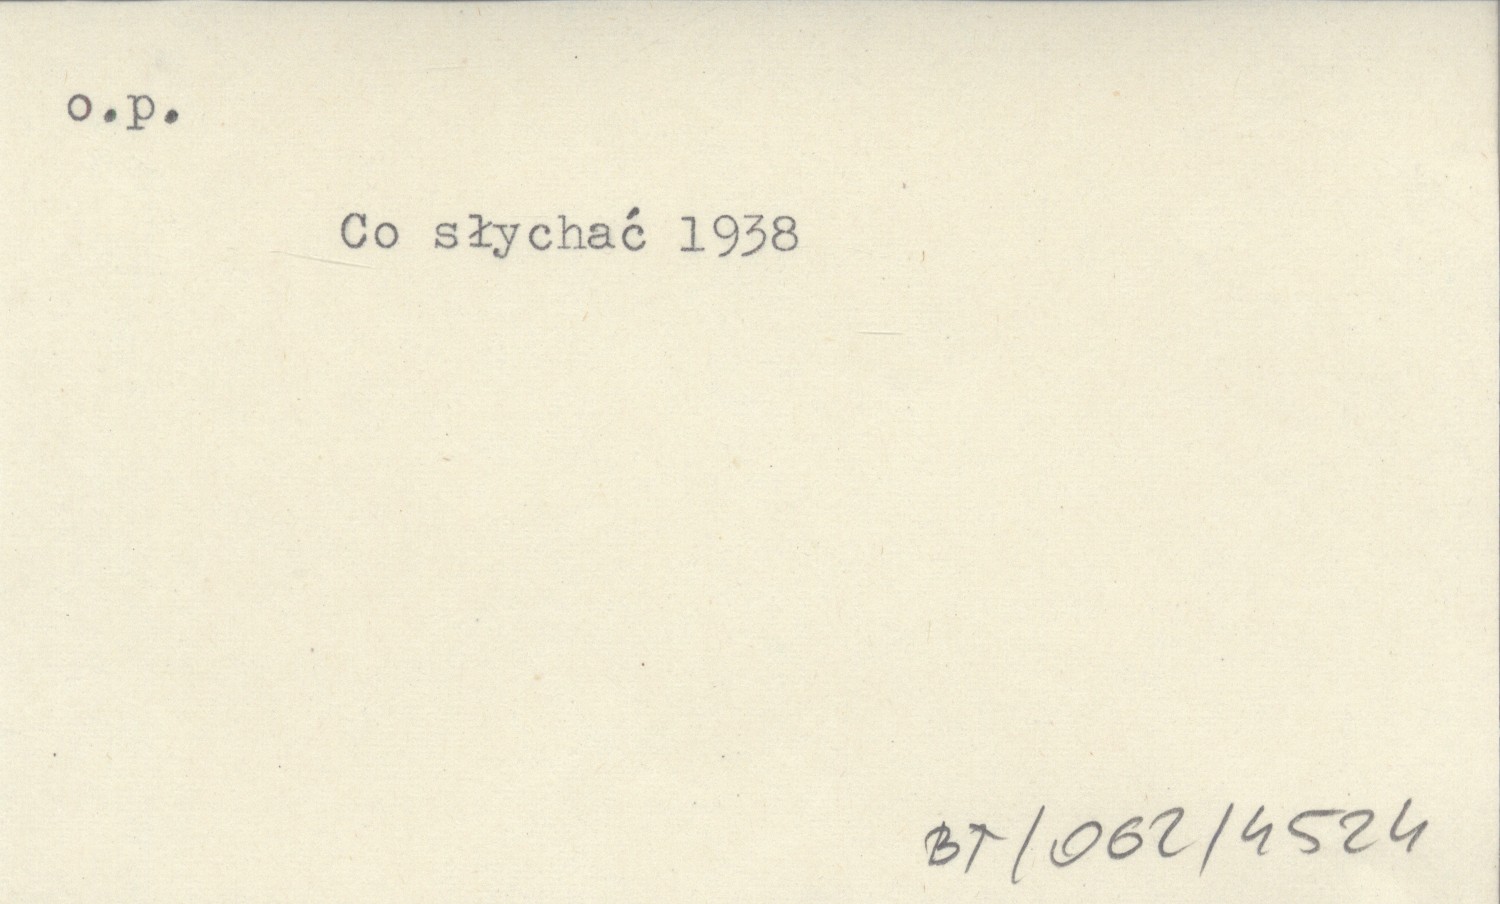 o.p.
Co słychać 1938
BT/062/4524